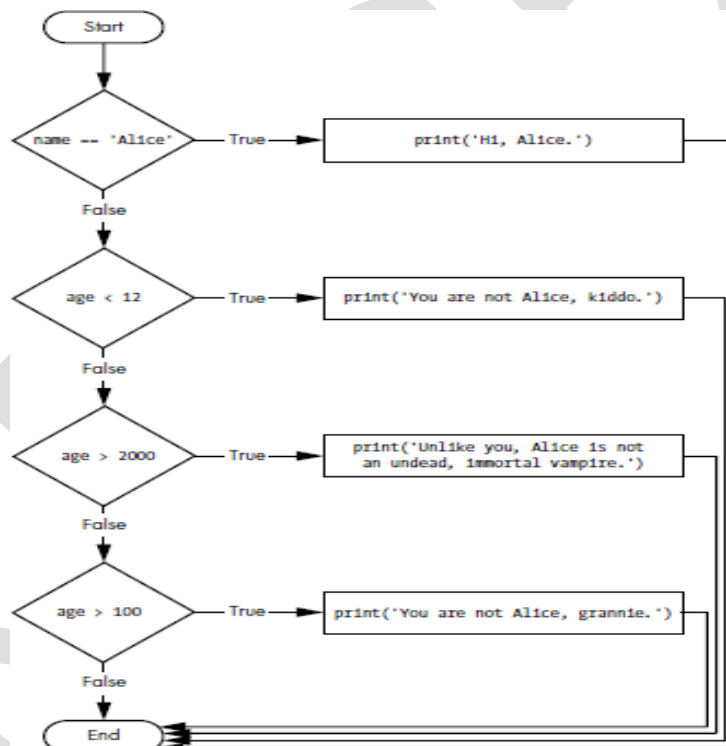 Start
name == 'Alice'
True
print('Hi, Alice.')
False
age < 12
True
print('You are not Alice, kiddo.')
False
age > 2000
True
print('Unlike you, Alice is not
an undead, immortal vampire.')
False
age > 100
True
print('You are not Alice, grannie.')
False
End